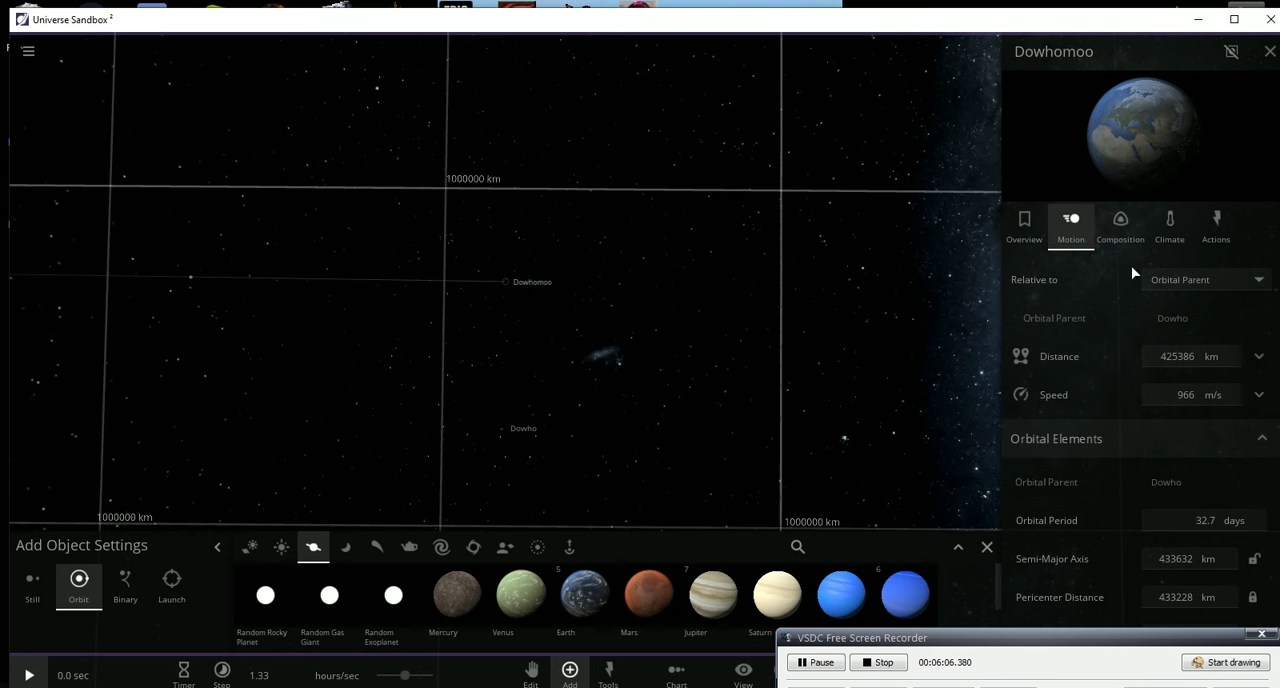 Universe Sandbox ²
Dowhomoo
1000000 km
Dowhomoo
Dowho
1000000 km
1000000 km
Overview Motion Composition Climate Actions
Relative to Orbital Parent
Orbital Parent Dowho
Distance 425386 km
Speed 966 m/s
Orbital Elements
Orbital Parent Dowho
Orbital Period 32.7 days
Semi-Major Axis 433632 km
Pericenter Distance 433228 km
Add Object Settings
Still Orbit Binary Launch
5 7 6
Random Rocky Planet
Random Gas Giant
Random Exoplanet
Mercury Venus Earth Mars Jupiter Saturn
0.0 sec Timer Step 1.33 hours/sec Edit Add Tools Chart View
VSDC Free Screen Recorder
Pause Stop 00:06:06.380 Start drawing